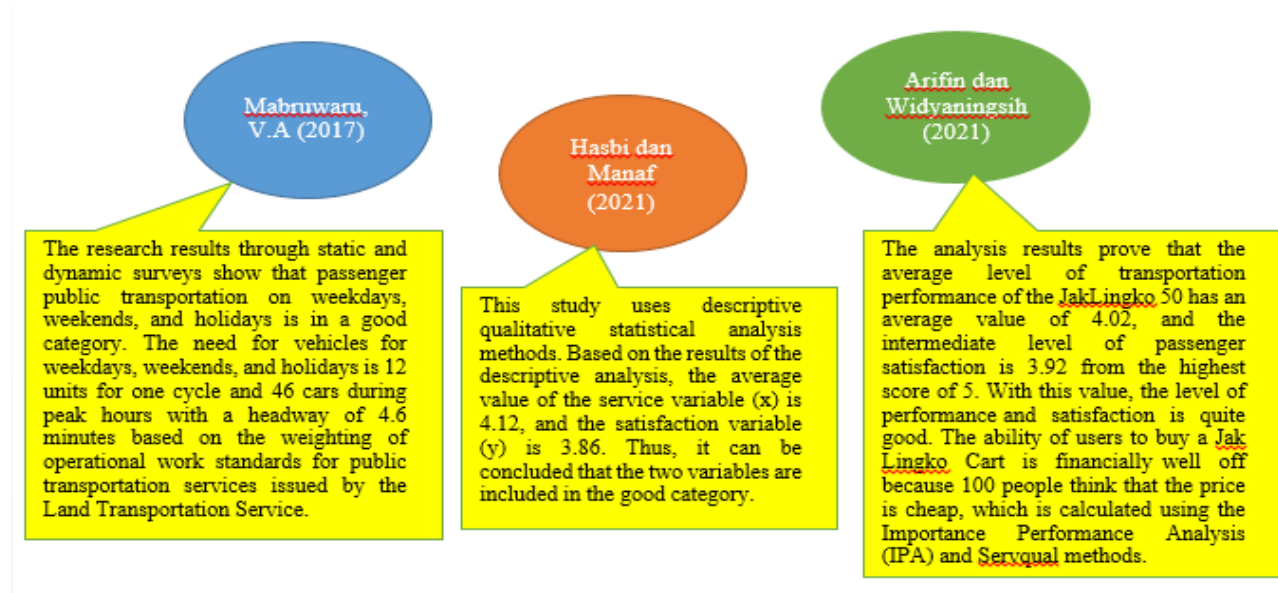 Mabruwaru,
V.A (2017)
The research results through static and
dynamic surveys show that passenger
public transportation on weekdays,
weekends, and holidays is in a good
category. The need for vehicles for
weekdays, weekends, and holidays is 12
units for one cycle and 46 cars during
peak hours with a headway of 4.6
minutes based on the weighting of
operational work standards for public
transportation services issued by the
Land Transportation Service.
Hasbi dan
Manaf
(2021)
This study uses descriptive
qualitative statistical analysis
methods. Based on the results of the
descriptive analysis, the average
value of the service variable (x) is
4.12, and the satisfaction variable
(y) is 3.86. Thus, it can be
concluded that the two variables are
included in the good category.
Arifin dan
Widyaningsih
(2021)
The analysis results prove that the
average level of transportation
performance of the JakLingko 50 has an
average value of 4.02, and the
intermediate level of passenger
satisfaction is 3.92 from the highest
score of 5. With this value, the level of
performance and satisfaction is quite
good. The ability of users to buy a Jak
Lingko Cart is financially well off
because 100 people think that the price
is cheap, which is calculated using the
Importance Performance Analysis
(IPA) and Servqual methods.